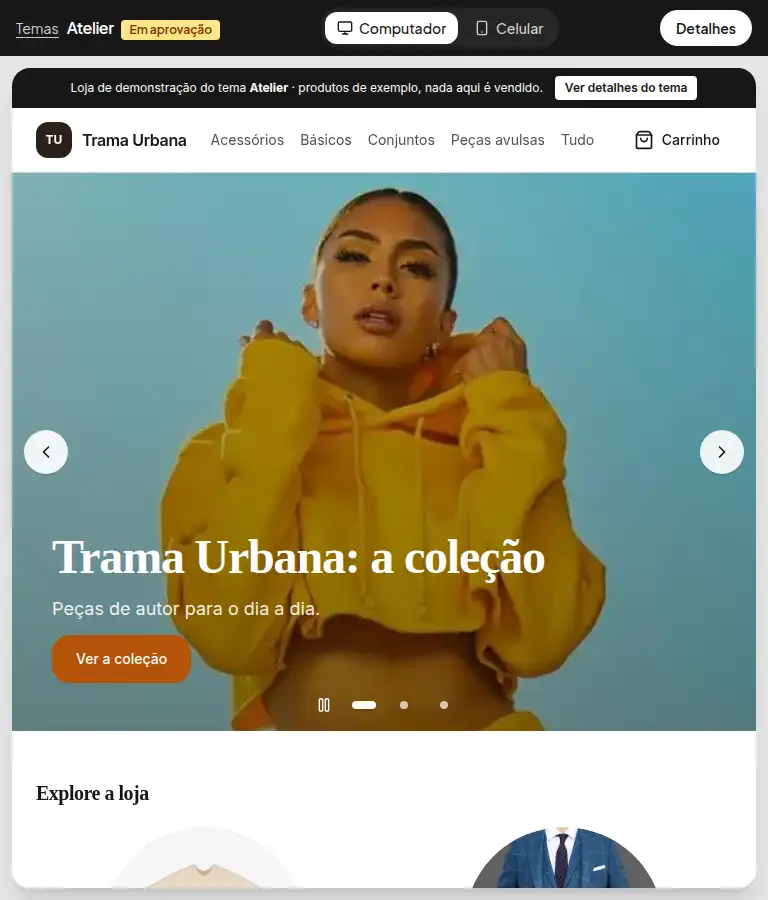 Temas Atelier Em aprovação Computador Celular Detalhes
Loja de demonstração do tema Atelier · produtos de exemplo, nada aqui é vendido. Ver detalhes do tema
TU Trama Urbana Acessórios Básicos Conjuntos Peças avulsas Tudo Carrinho
Trama Urbana: a coleção
Peças de autor para o dia a dia.
Ver a coleção
Explore a loja